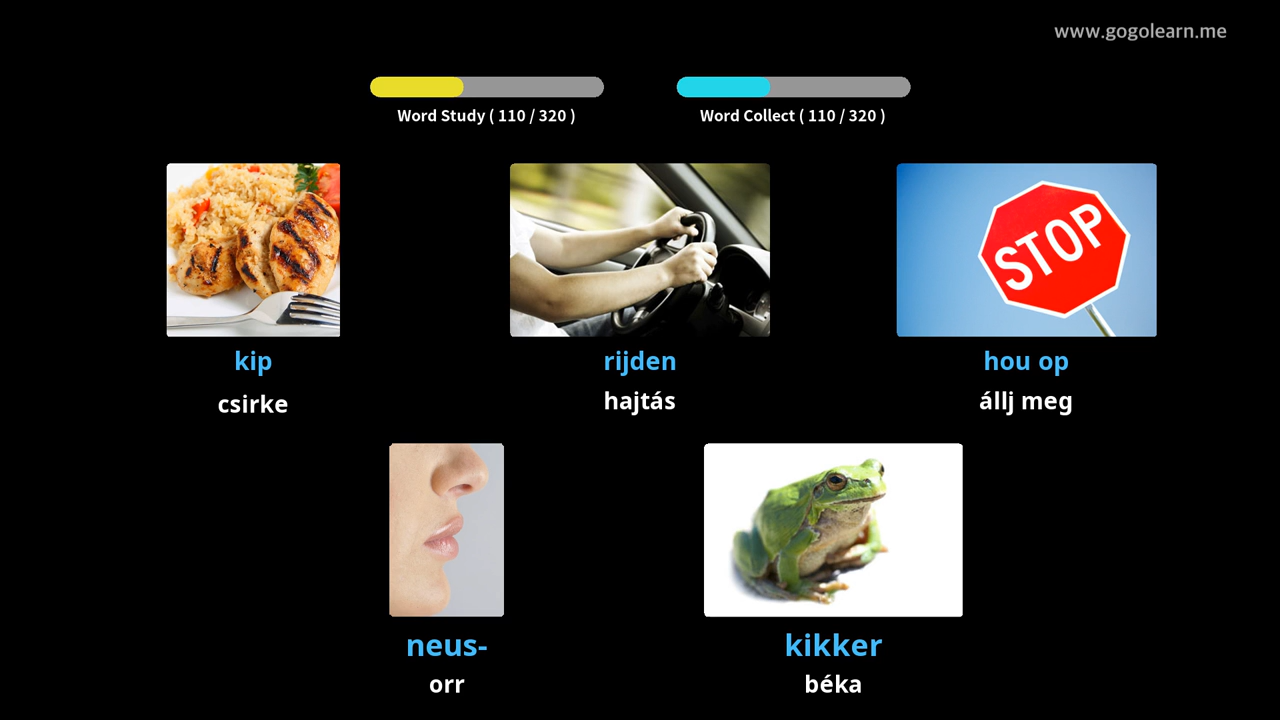 www.gogolearn.me
Word Study ( 110 / 320 )
Word Collect ( 110 / 320 )
STOP
kip
rijden
hou op
csirke
hajtás
állj meg
neus-
kikker
orr
béka